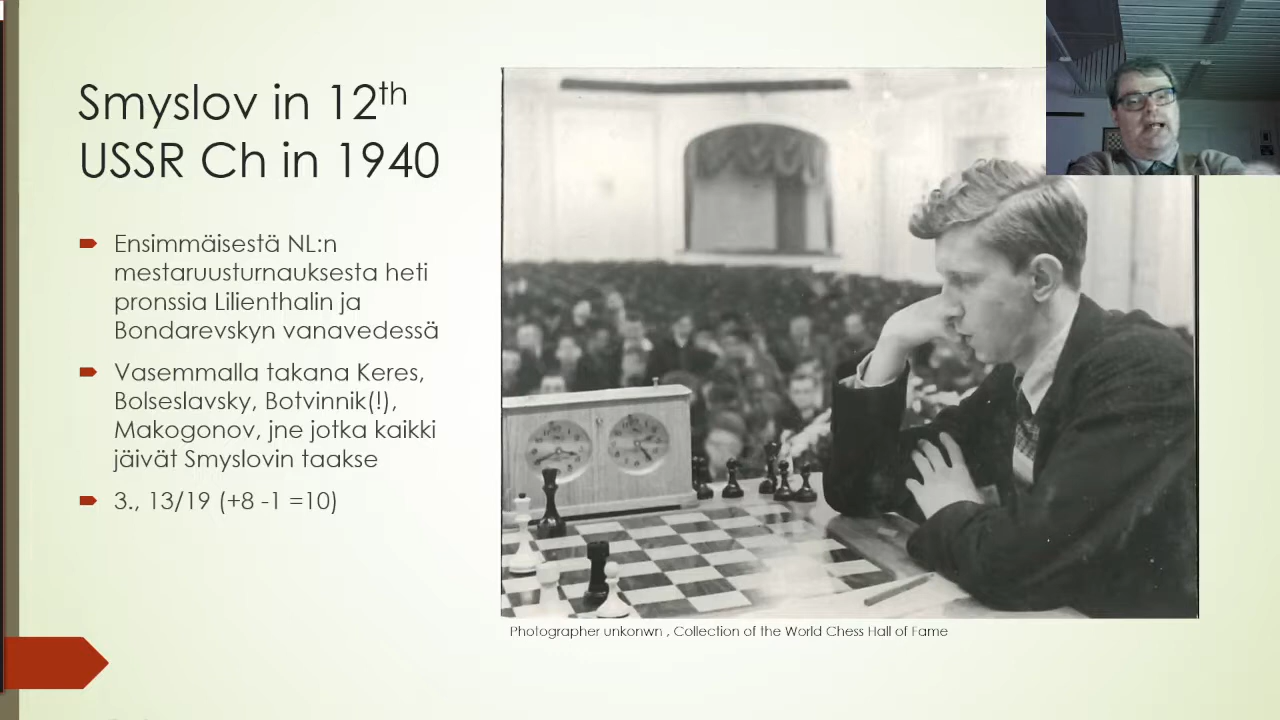 Smyslov in 12th
USSR Ch in 1940
Ensimmäisestä NL:n
mestaruusturnauksesta heti
pronssia Lilienthalin ja
Bondarevskyn vanavedessä
Vasemmalla takana Keres,
Bolseslavsky, Botvinnik(!),
Makogonov, jne jotka kaikki
jäivät Smyslovin taakse
3., 13/19 (+8 -1 =10)
Photographer unkonwn , Collection of the World Chess Hall of Fame